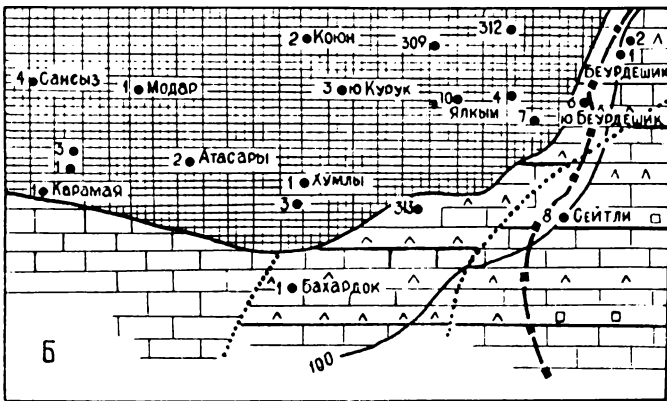 2 Коюн
309
312
2
1
Беурдешик
4 Сансыз
1 Модар
3 ю Курук
10
Ялкым
4
7
6
ю Беурдешик
3
1
2 Атасары
1 Карамая
1 Хумлы
3
313
8 Сейтли
1 Бахардок
100
Б